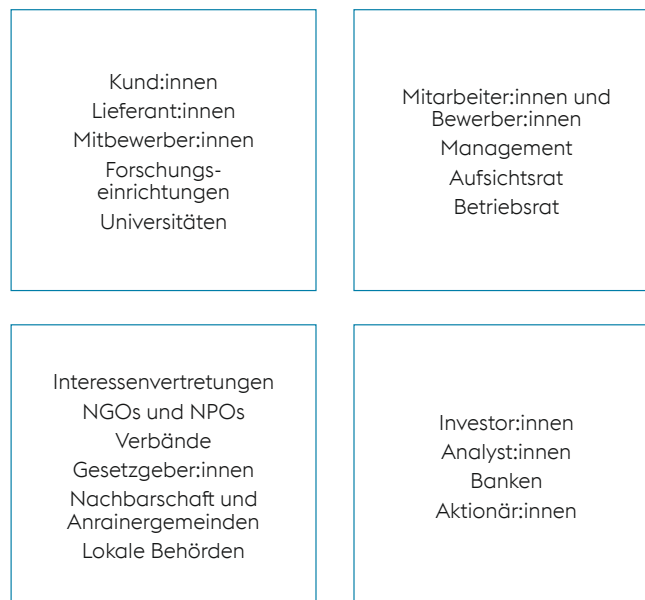 Kund:innen
Lieferant:innen
Mitbewerber:innen
Forschungs-
einrichtungen
Universitäten
Mitarbeiter:innen und
Bewerber:innen
Management
Aufsichtsrat
Betriebsrat
Interessenvertretungen
NGOs und NPOs
Verbände
Gesetzgeber:innen
Nachbarschaft und
Anrainergemeinden
Lokale Behörden
Investor:innen
Analyst:innen
Banken
Aktionär:innen